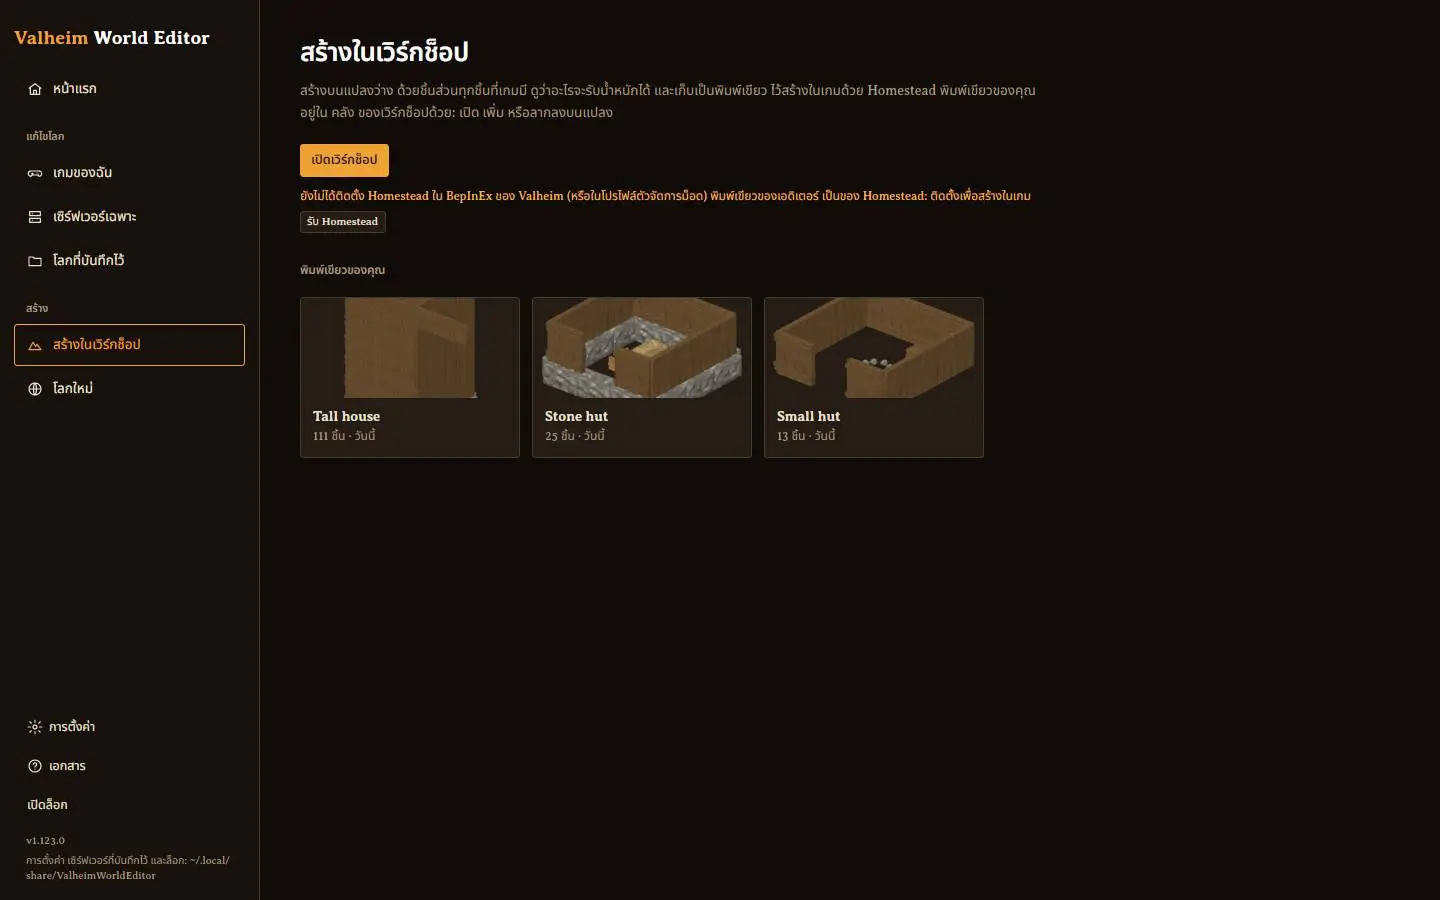 Valheim World Editor
หน้าแรก
แก้ไขโลก
เกมของฉัน
เซิร์ฟเวอร์เฉพาะ
โลกที่บันทึกไว้
สร้าง
สร้างในเวิร์กช็อป
โลกใหม่
การตั้งค่า
เอกสาร
เปิดล็อก
v1.123.0
การตั้งค่า เซิร์ฟเวอร์ที่บันทึกไว้ และล็อก: ~/.local/
share/ValheimWorldEditor
สร้างในเวิร์กช็อป
สร้างบนแปลงว่าง ด้วยชิ้นส่วนทุกชิ้นที่เกมมี ดูว่าอะไรจะรับน้ำหนักได้ และเก็บเป็นพิมพ์เขียว ไว้สร้างในเกมด้วย Homestead พิมพ์เขียวของคุณ
อยู่ใน คลัง ของเวิร์กช็อปด้วย: เปิด เพิ่ม หรือลากลงบนแปลง
เปิดเวิร์กช็อป
ยังไม่ได้ติดตั้ง Homestead ใน BepInEx ของ Valheim (หรือในโปรไฟล์ตัวจัดการม็อด) พิมพ์เขียวของเอดิเตอร์ เป็นของ Homestead: ติดตั้งเพื่อสร้างในเกม
รับ Homestead
พิมพ์เขียวของคุณ
Tall house
111 ชิ้น · วันนี้
Stone hut
25 ชิ้น · วันนี้
Small hut
13 ชิ้น · วันนี้